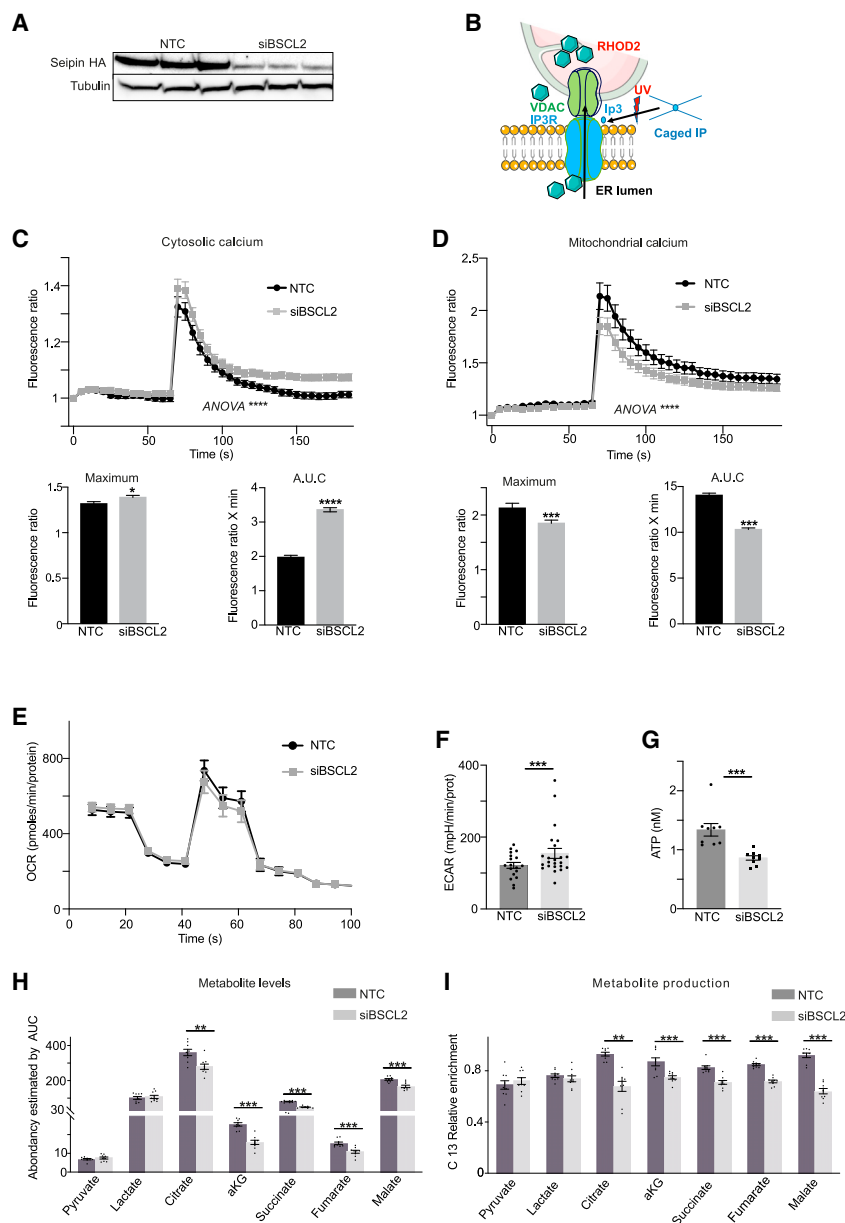 A
NTC siBSCL2
Seipin HA
Tubulin
B
RHOD2
UV
VDAC
IP3R
Ip3
Caged IP
ER lumen
C
Cytosolic calcium
Fluorescence ratio
1.4
1.2
1
NTC
siBSCL2
ANOVA ****
0 50 100 150
Time (s)
Maximum
Fluorescence ratio
1.5
1
0.5
0
*
NTC siBSCL2
A.U.C
Fluorescence ratio X min
4
3
2
1
0
****
NTC siBSCL2
D
Mitochondrial calcium
Fluorescence ratio
2.5
2
1.5
1
NTC
siBSCL2
ANOVA ****
0 50 100 150
Time (s)
Maximum
Fluorescence ratio
2
1
0
***
NTC siBSCL2
A.U.C
Fluorescence ratio X min
15
10
5
0
***
NTC siBSCL2
E
OCR (pmoles/min/protein)
800
600
400
200
0
NTC
siBSCL2
0 20 40 60 80 100
Time (s)
F
ECAR (mpH/min/prot)
400
300
200
100
0
***
NTC siBSCL2
G
ATP (nM)
2
1
0
***
NTC siBSCL2
H
Metabolite levels
NTC
siBSCL2
Abondancy estimated by AUC
400
200
30
10
0
** *** *** *** ***
Pyruvate Lactate Citrate aKG Succinate Fumarate Malate
I
Metabolite production
NTC
siBSCL2
C 13 Relative enrichment
0.8
0.4
0
** *** *** *** ***
Pyruvate Lactate Citrate aKG Succinate Fumarate Malate